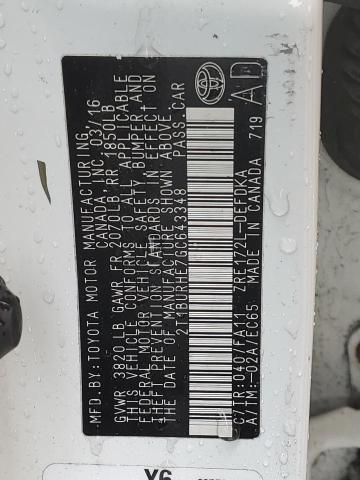 MFD.BY:TOYOTA MOTOR MANUFACTURING
CANADA, INC. 03/16
GVWR 3820 LB GAWR FR 2070 LB RR 1850LB
THIS VEHICLE CONFORMS TO ALL APPLICABLE
FEDERAL MOTOR VEHICLE SAFETY BUMPER, AND
THEFT PREVENTION STANDARDS IN EFFECT ON
THE DATE OF MANUFACTURE SHOWN ABOVE.
2T1BURHE7GC643348 PASS.CAR
C/TR:040/FA11 ZRE172L-DEFDKA
A/TM:-02A/EC65 MADE IN CANADA 719
TOYOTA
AD
Y6